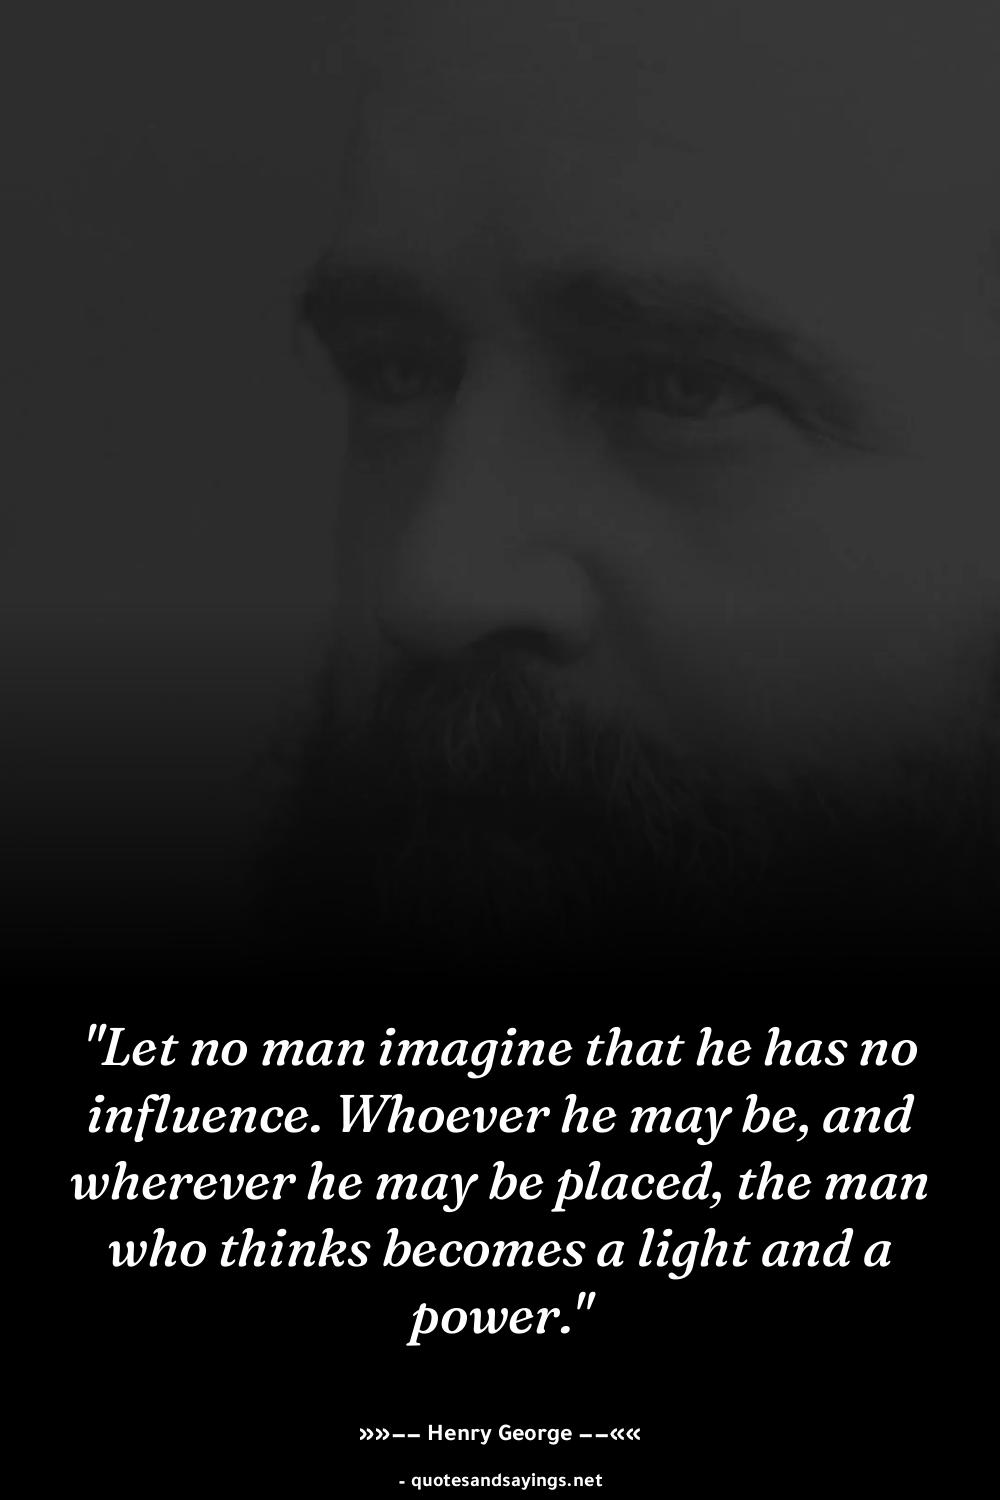 "Let no man imagine that he has no
influence. Whoever he may be, and
wherever he may be placed, the man
who thinks becomes a light and a
power."
»»–– Henry George ––««
- quotesandsayings.net